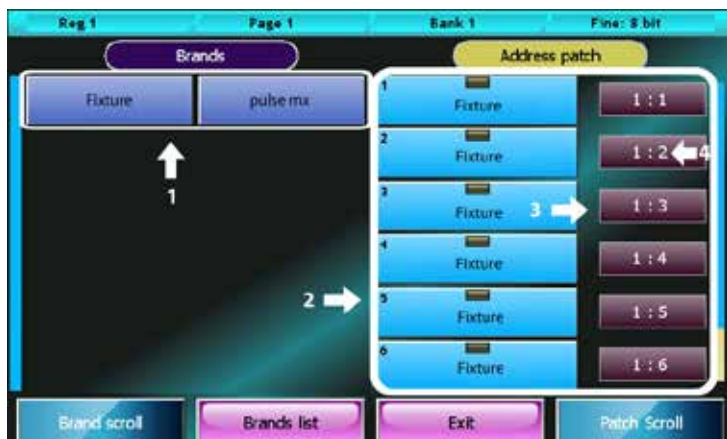 Reg 1 Page 1 Bank 1 Fine: 8 bit
Brands Address patch
Fixture pulse mx
1
1 Fixture 1 : 1
2 Fixture 1 : 2 4
3 Fixture 3 1 : 3
4 Fixture 1 : 4
2
5 Fixture 1 : 5
6 Fixture 1 : 6
Brand scroll Brands list Exit Patch Scroll